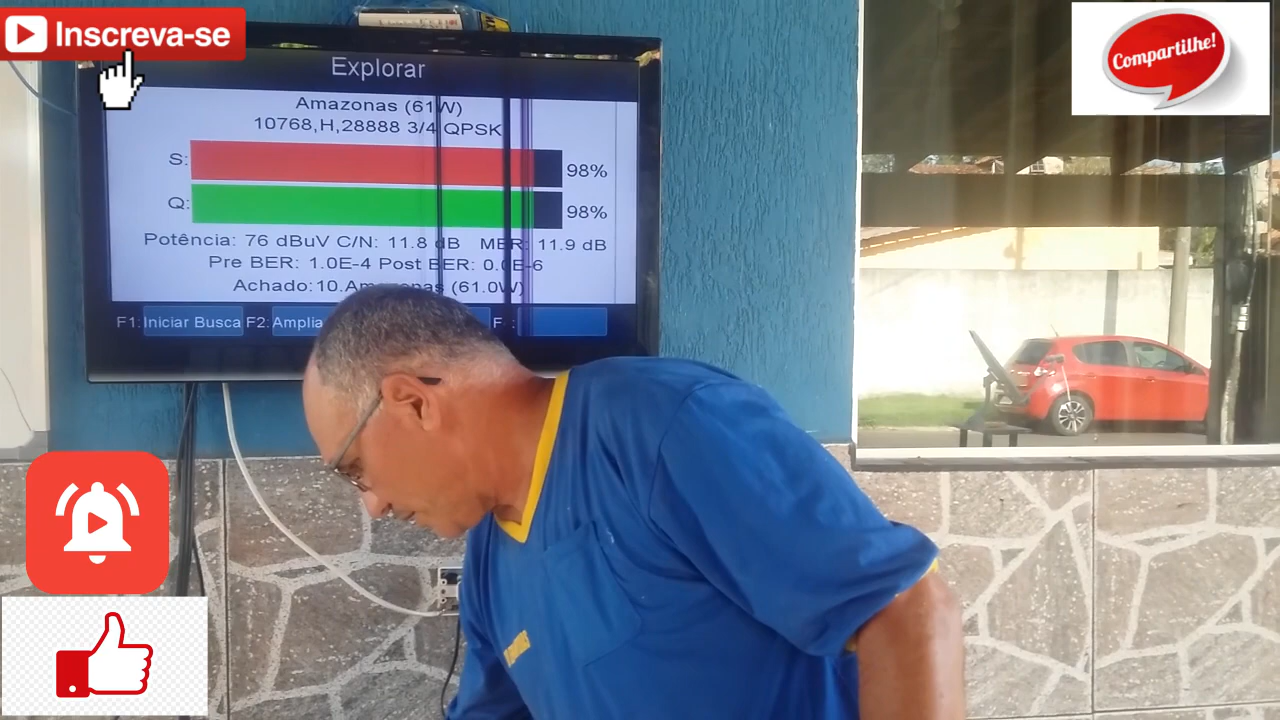 Inscreva-se
Compartilhe!
Explorar
Amazonas (61W)
10768,H,28888 3/4 QPSK
S: 98%
Q: 98%
Potência: 76 dBuV C/N: 11.8 dB MER: 11.9 dB
Pre BER: 1.0E-4 Post BER: 0.0E-6
Achado:10.Amazonas (61.0W)
F1: Iniciar Busca F2: Amplia